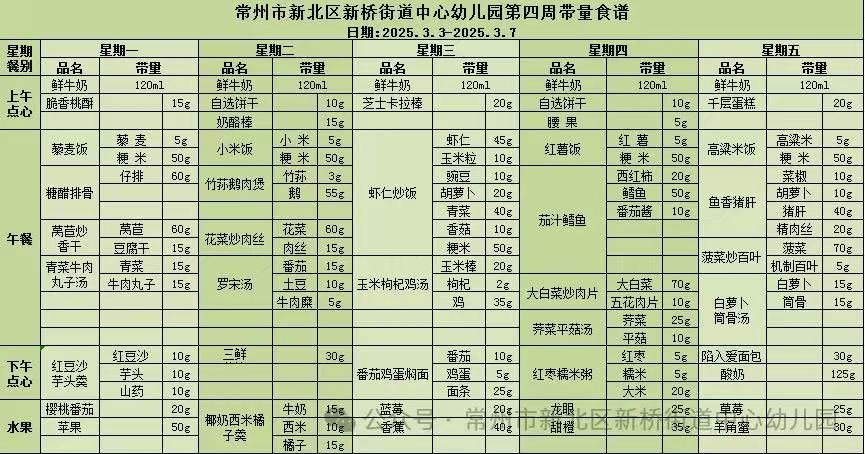 常州市新北区新桥街道中心幼儿园第四周带量食谱
日期:2025.3.3-2025.3.7
星期 星期一 星期二 星期三 星期四 星期五
餐别 品名 带量 品名 带量 品名 带量 品名 带量 品名 带量
上午点心 鲜牛奶 120ml 鲜牛奶 120ml 鲜牛奶 120ml 鲜牛奶 120ml 鲜牛奶 120ml
脆香桃酥 15g 自选饼干 10g 芝士卡拉棒 20g 自选饼干 10g 千层蛋糕 20g
奶酪棒 15g 腰果 5g
午餐 藜麦饭 藜麦 5g 小米饭 小米 5g 虾仁炒饭 虾仁 45g 红薯饭 红薯 5g 高粱米饭 高粱米 5g
粳米 50g 粳米 50g 玉米粒 10g 粳米 50g 粳米 50g
糖醋排骨 仔排 60g 竹荪鹅肉煲 竹荪 3g 豌豆 10g 茄汁鳕鱼 西红柿 20g 鱼香猪肝 菜椒 10g
鹅 55g 胡萝卜 20g 鳕鱼 50g 胡萝卜 10g
青菜 40g 番茄酱 10g 猪肝 40g
莴苣炒香干 莴苣 60g 花菜炒肉丝 花菜 60g 香菇 10g 精肉丝 20g
豆腐干 15g 肉丝 15g 粳米 50g 菠菜炒百叶 菠菜 70g
青菜牛肉丸子汤 青菜 15g 罗宋汤 番茄 15g 玉米枸杞鸡汤 玉米棒 20g 机制百叶 5g
牛肉丸子 15g 土豆 10g 枸杞 2g 大白菜炒肉片 大白菜 70g 白萝卜筒骨汤 白萝卜 15g
牛肉糜 5g 鸡 35g 五花肉片 10g 筒骨 15g
荠菜平菇汤 荠菜 25g
平菇 10g
下午点心 红豆沙芋头羹 红豆沙 10g 三鲜 30g 番茄鸡蛋焖面 番茄 10g 红枣糯米粥 红枣 5g 陷入爱面包 30g
芋头 10g 鸡蛋 5g 糯米 5g 酸奶 125g
山药 10g 面条 25g 大米 20g
水果 樱桃番茄 20g 椰奶西米橘子羹 牛奶 15g 蓝莓 20g 龙眼 25g 草莓 25g
苹果 50g 西米 10g 香蕉 40g 甜橙 35g 羊角蜜 30g
橘子 15g
公众号 · 常州市新北区新桥街道中心幼儿园